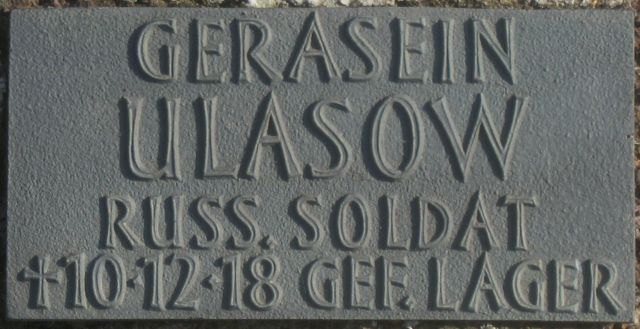 GERASEIN
ULASOW
RUSS. SOLDAT
✝10·12·18 GEF. LAGER